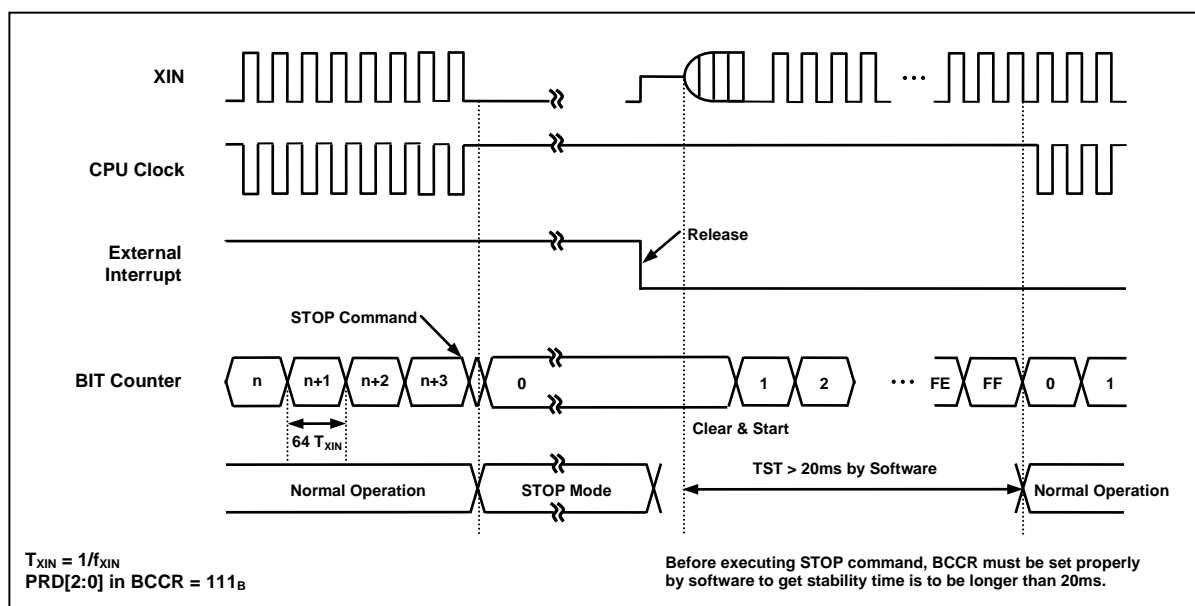 XIN
...
CPU Clock
External
Interrupt
Release
STOP Command
BIT Counter
n n+1 n+2 n+3 0 1 2 ... FE FF 0 1
64 TXIN
Clear & Start
Normal Operation STOP Mode TST > 20ms by Software Normal Operation
TXIN = 1/fXIN
PRD[2:0] in BCCR = 111B
Before executing STOP command, BCCR must be set properly
by software to get stability time is to be longer than 20ms.